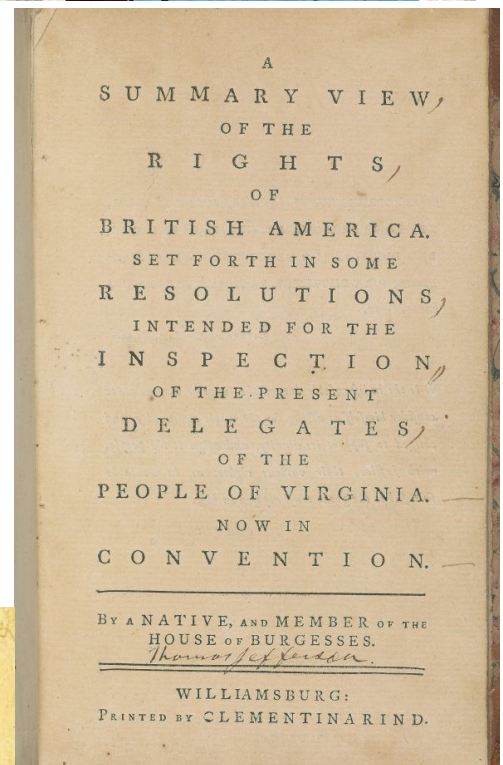 A
SUMMARY VIEW,
OF THE
RIGHTS,
OF
BRITISH AMERICA.
SET FORTH IN SOME
RESOLUTIONS,
INTENDED FOR THE
INSPECTION,
OF THE PRESENT
DELEGATES,
OF THE
PEOPLE OF VIRGINIA.
NOW IN
CONVENTION.
BY A NATIVE, AND MEMBER OF THE
HOUSE OF BURGESSES.
Thomas Jefferson.
WILLIAMSBURG:
PRINTED BY CLEMENTINARIND.